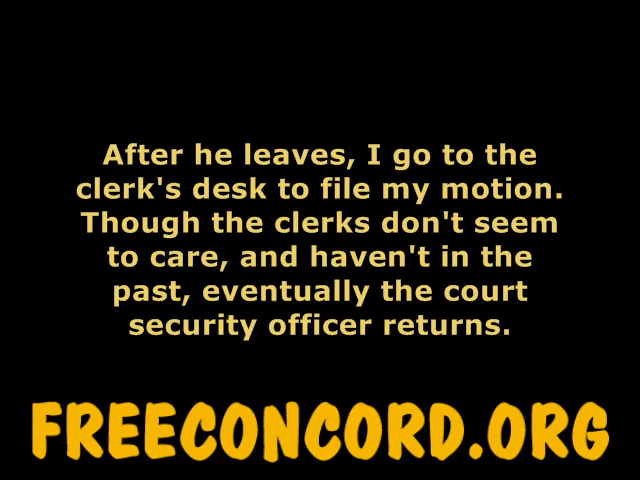 After he leaves, I go to the
clerk's desk to file my motion.
Though the clerks don't seem
to care, and haven't in the
past, eventually the court
security officer returns.
FREECONCORD.ORG